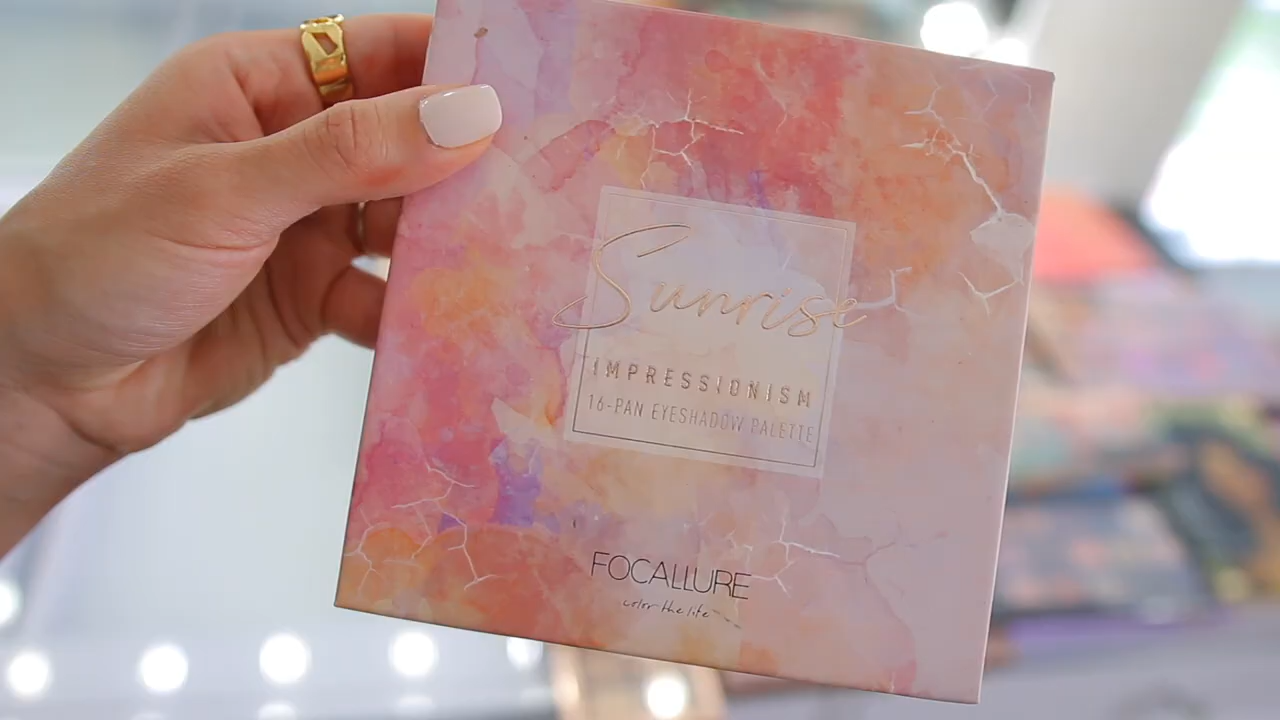 Sunrise
IMPRESSIONISM
16-PAN EYESHADOW PALETTE
FOCALLURE
color the life